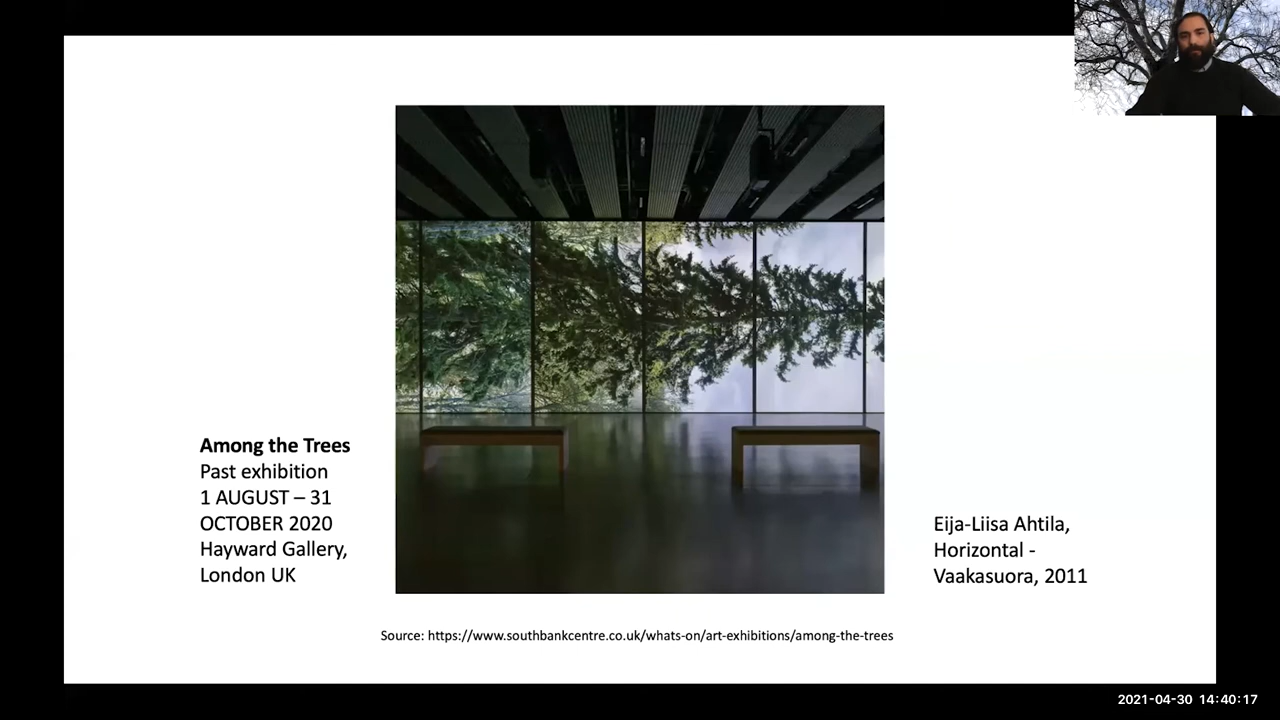 Among the Trees
Past exhibition
1 AUGUST – 31
OCTOBER 2020
Hayward Gallery,
London UK
Eija-Liisa Ahtila,
Horizontal -
Vaakasuora, 2011
Source: https://www.southbankcentre.co.uk/whats-on/art-exhibitions/among-the-trees
2021-04-30 14:40:17